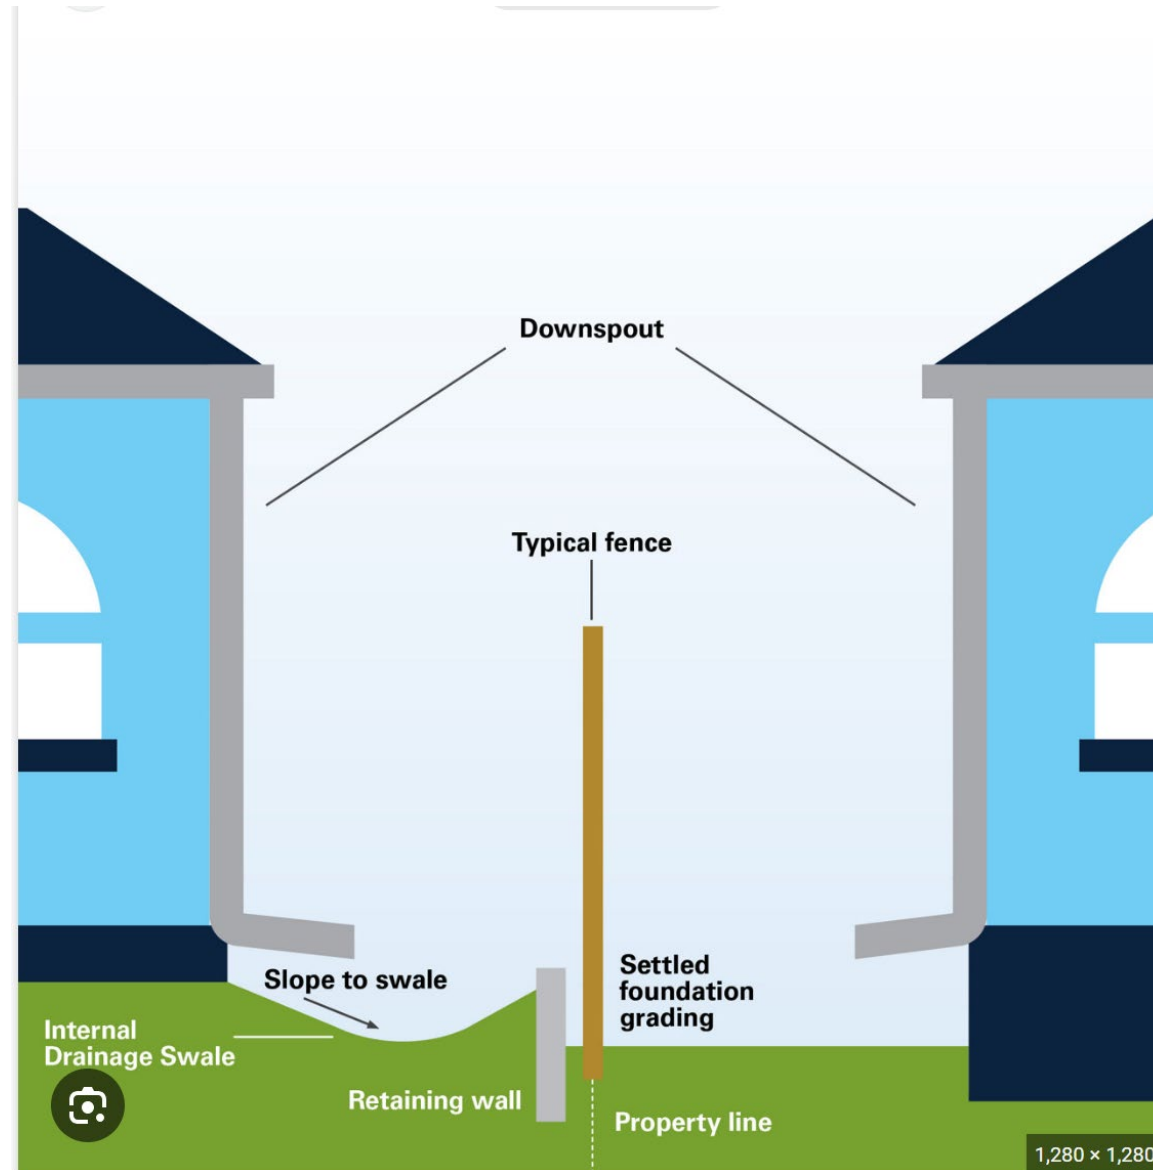 Downspout
Typical fence
Settled
foundation
grading
Slope to swale
Internal
Drainage Swale
Retaining wall
Property line
1,280 × 1,280